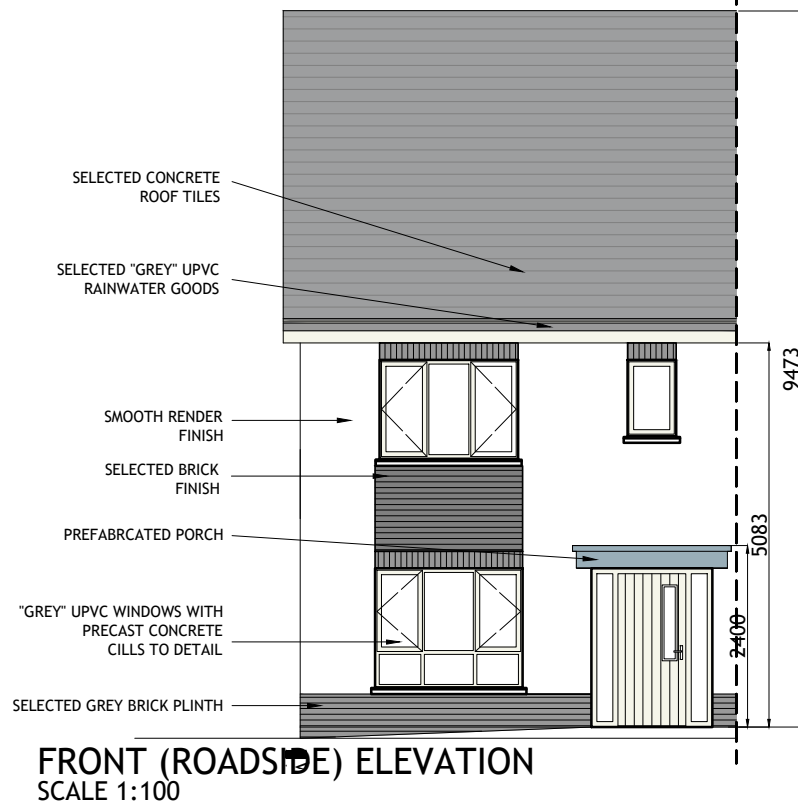 SELECTED CONCRETE
ROOF TILES
SELECTED "GREY" UPVC
RAINWATER GOODS
9473
SMOOTH RENDER
FINISH
SELECTED BRICK
FINISH
PREFABRCATED PORCH
5083
2400
"GREY" UPVC WINDOWS WITH
PRECAST CONCRETE
CILLS TO DETAIL
SELECTED GREY BRICK PLINTH
FRONT (ROADSIDE) ELEVATION
SCALE 1:100